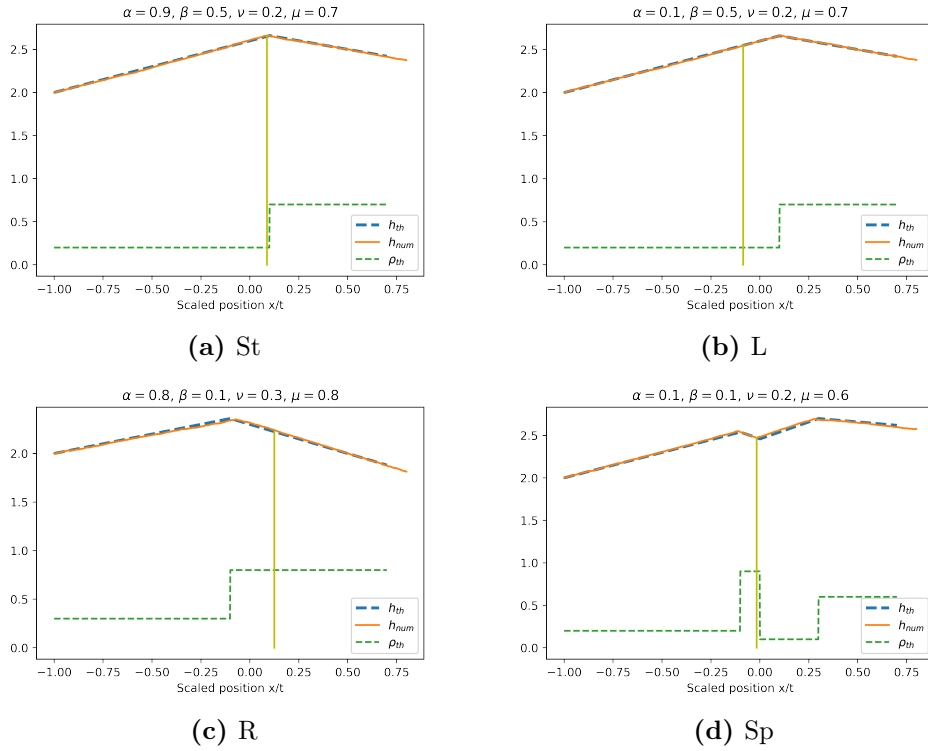 α = 0.9, β = 0.5, ν = 0.2, μ = 0.7
2.5
2.0
1.5
1.0
0.5
0.0
h_th
h_num
ρ_th
−1.00 −0.75 −0.50 −0.25 0.00 0.25 0.50 0.75
Scaled position x/t
(a) St
α = 0.1, β = 0.5, ν = 0.2, μ = 0.7
2.5
2.0
1.5
1.0
0.5
0.0
h_th
h_num
ρ_th
−1.00 −0.75 −0.50 −0.25 0.00 0.25 0.50 0.75
Scaled position x/t
(b) L
α = 0.8, β = 0.1, ν = 0.3, μ = 0.8
2.0
1.5
1.0
0.5
0.0
h_th
h_num
ρ_th
−1.00 −0.75 −0.50 −0.25 0.00 0.25 0.50 0.75
Scaled position x/t
(c) R
α = 0.1, β = 0.1, ν = 0.2, μ = 0.6
2.5
2.0
1.5
1.0
0.5
0.0
h_th
h_num
ρ_th
−1.00 −0.75 −0.50 −0.25 0.00 0.25 0.50 0.75
Scaled position x/t
(d) Sp